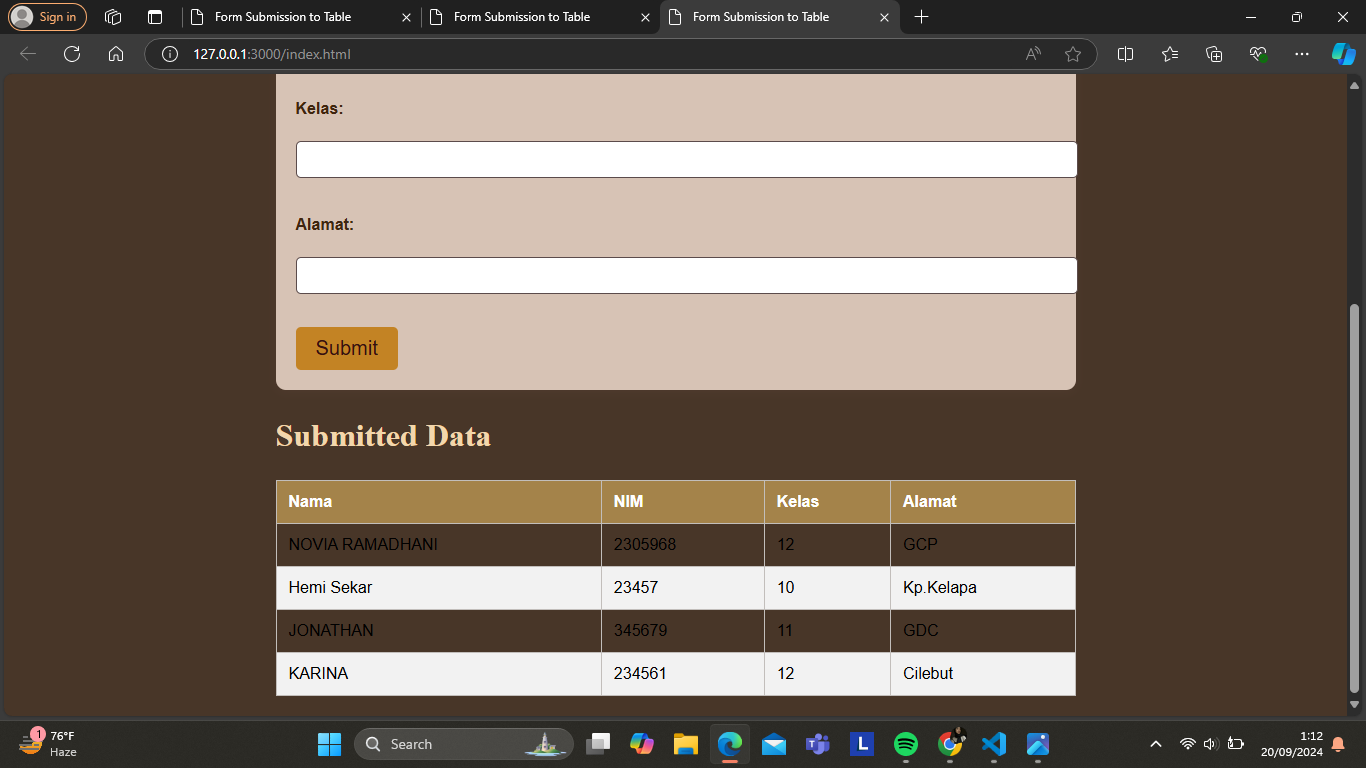 Sign in
Form Submission to Table
Form Submission to Table
Form Submission to Table
127.0.0.1:3000/index.html
Kelas:
Alamat:
Submit
Submitted Data
Nama NIM Kelas Alamat
NOVIA RAMADHANI 2305968 12 GCP
Hemi Sekar 23457 10 Kp.Kelapa
JONATHAN 345679 11 GDC
KARINA 234561 12 Cilebut
1
76°F
Haze
Search
L
1:12
20/09/2024